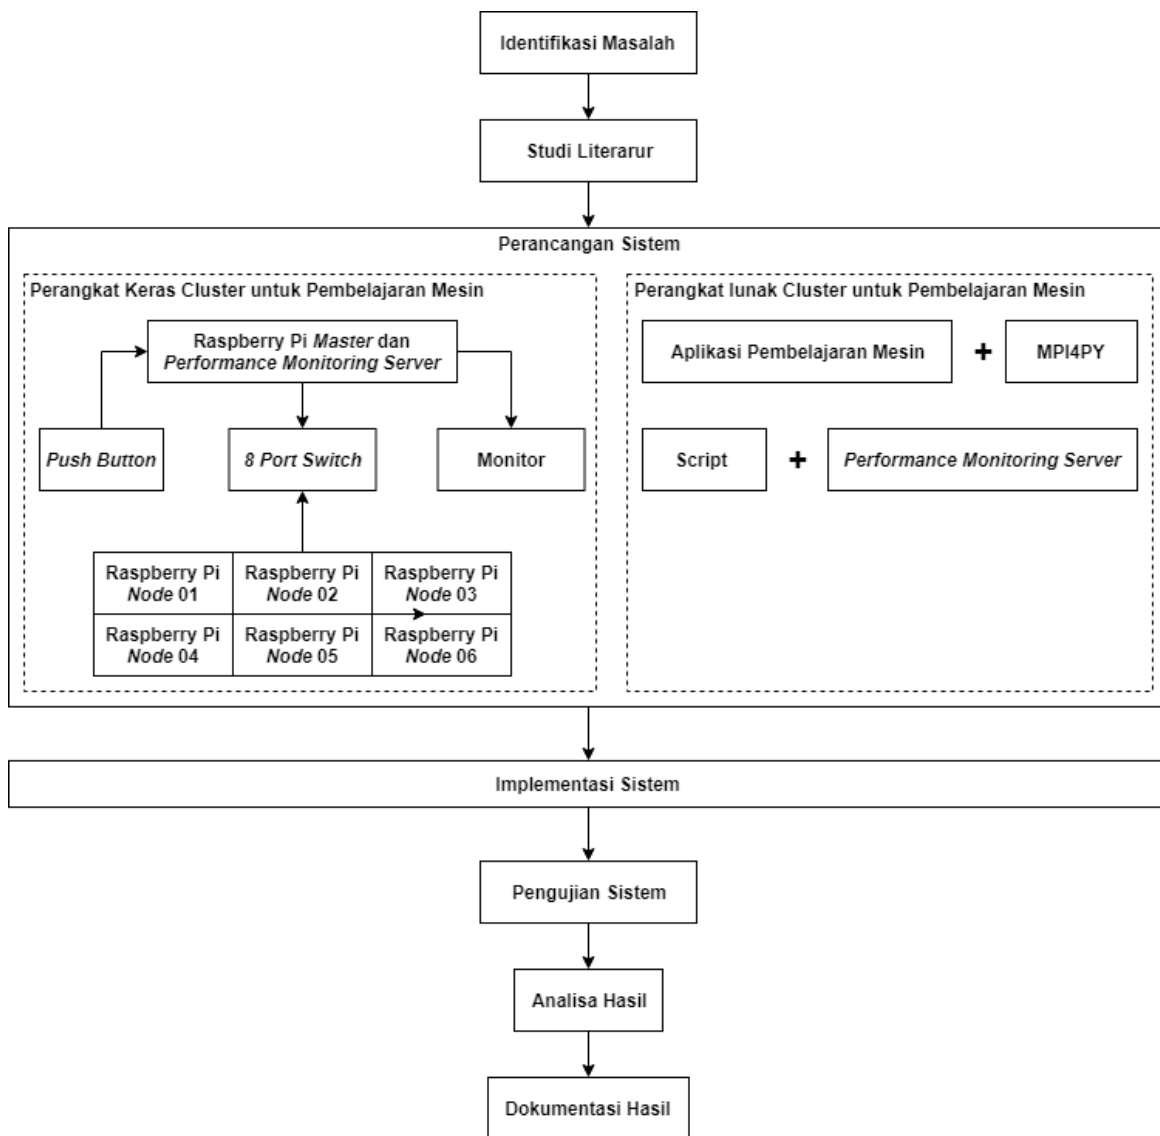 Identifikasi Masalah
Studi Literarur
Perancangan Sistem
Perangkat Keras Cluster untuk Pembelajaran Mesin
Raspberry Pi Master dan
Performance Monitoring Server
Push Button
8 Port Switch
Monitor
Raspberry Pi
Node 01
Raspberry Pi
Node 02
Raspberry Pi
Node 03
Raspberry Pi
Node 04
Raspberry Pi
Node 05
Raspberry Pi
Node 06
Perangkat lunak Cluster untuk Pembelajaran Mesin
Aplikasi Pembelajaran Mesin
+
MPI4PY
Script
+
Performance Monitoring Server
Implementasi Sistem
Pengujian Sistem
Analisa Hasil
Dokumentasi Hasil